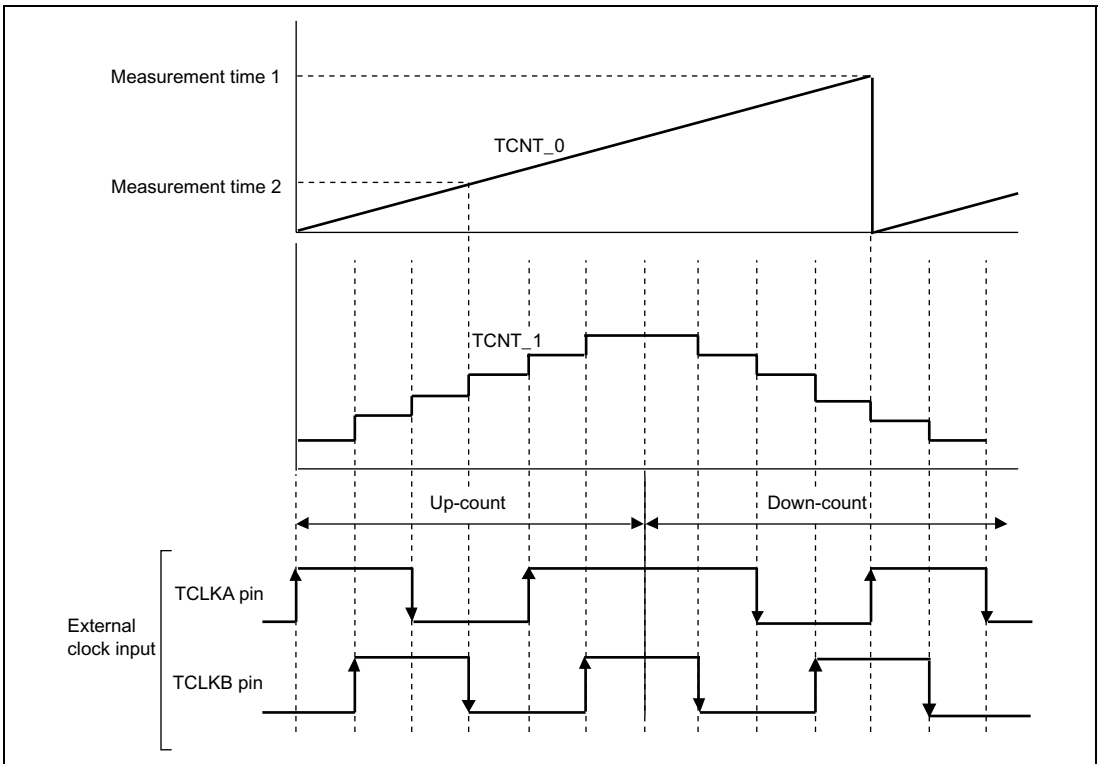 Measurement time 1
TCNT_0
Measurement time 2
TCNT_1
Up-count
Down-count
TCLKA pin
External
clock input
TCLKB pin